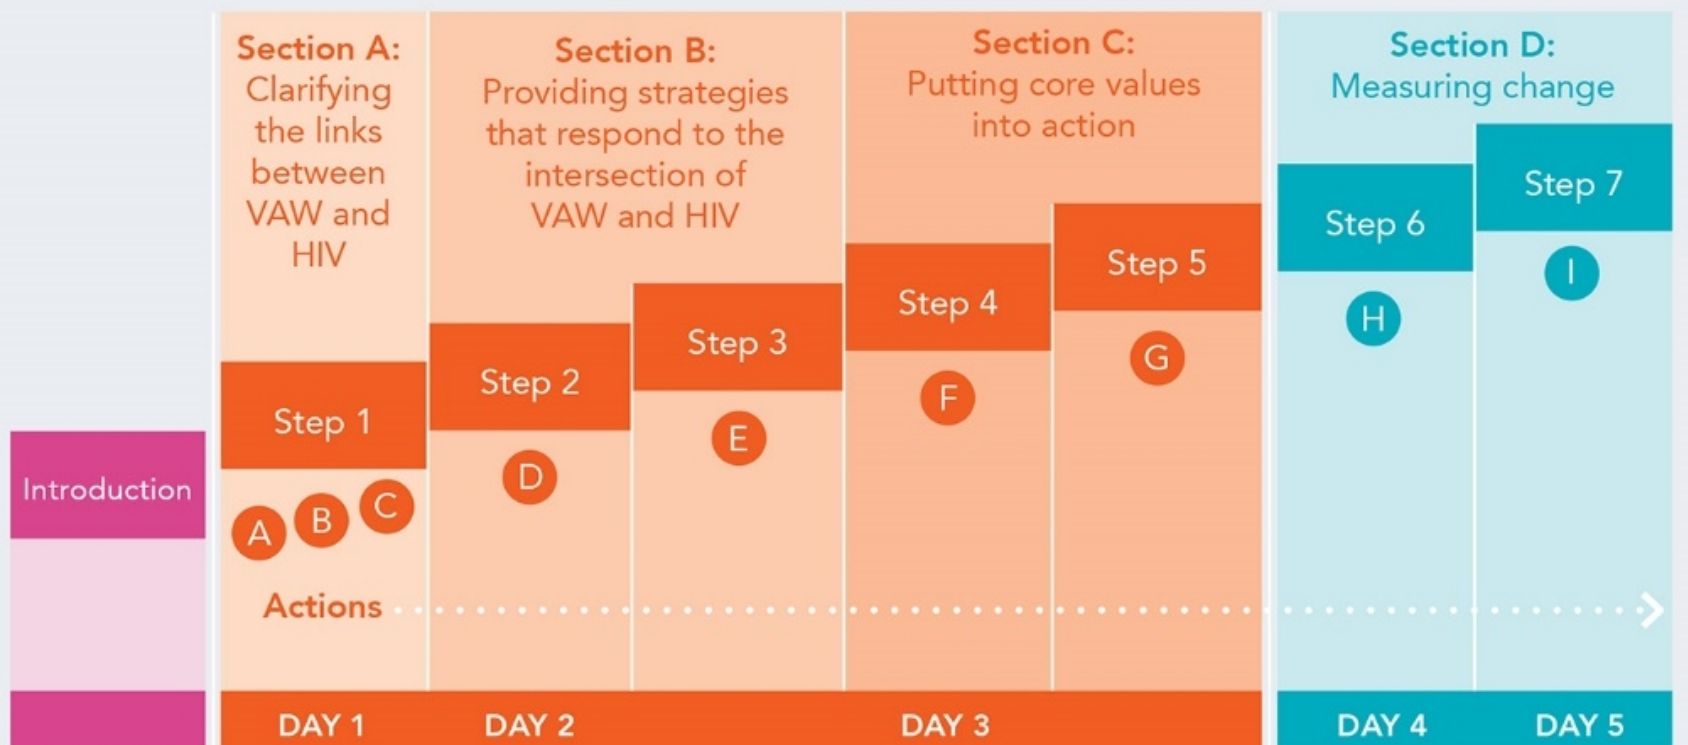 Section A:
Clarifying
the links
between
VAW and
HIV
Section B:
Providing strategies
that respond to the
intersection of
VAW and HIV
Section C:
Putting core values
into action
Section D:
Measuring change
Introduction
Step 1
A B C
Step 2
D
Step 3
E
Step 4
F
Step 5
G
Step 6
H
Step 7
I
Actions
DAY 1 DAY 2 DAY 3 DAY 4 DAY 5